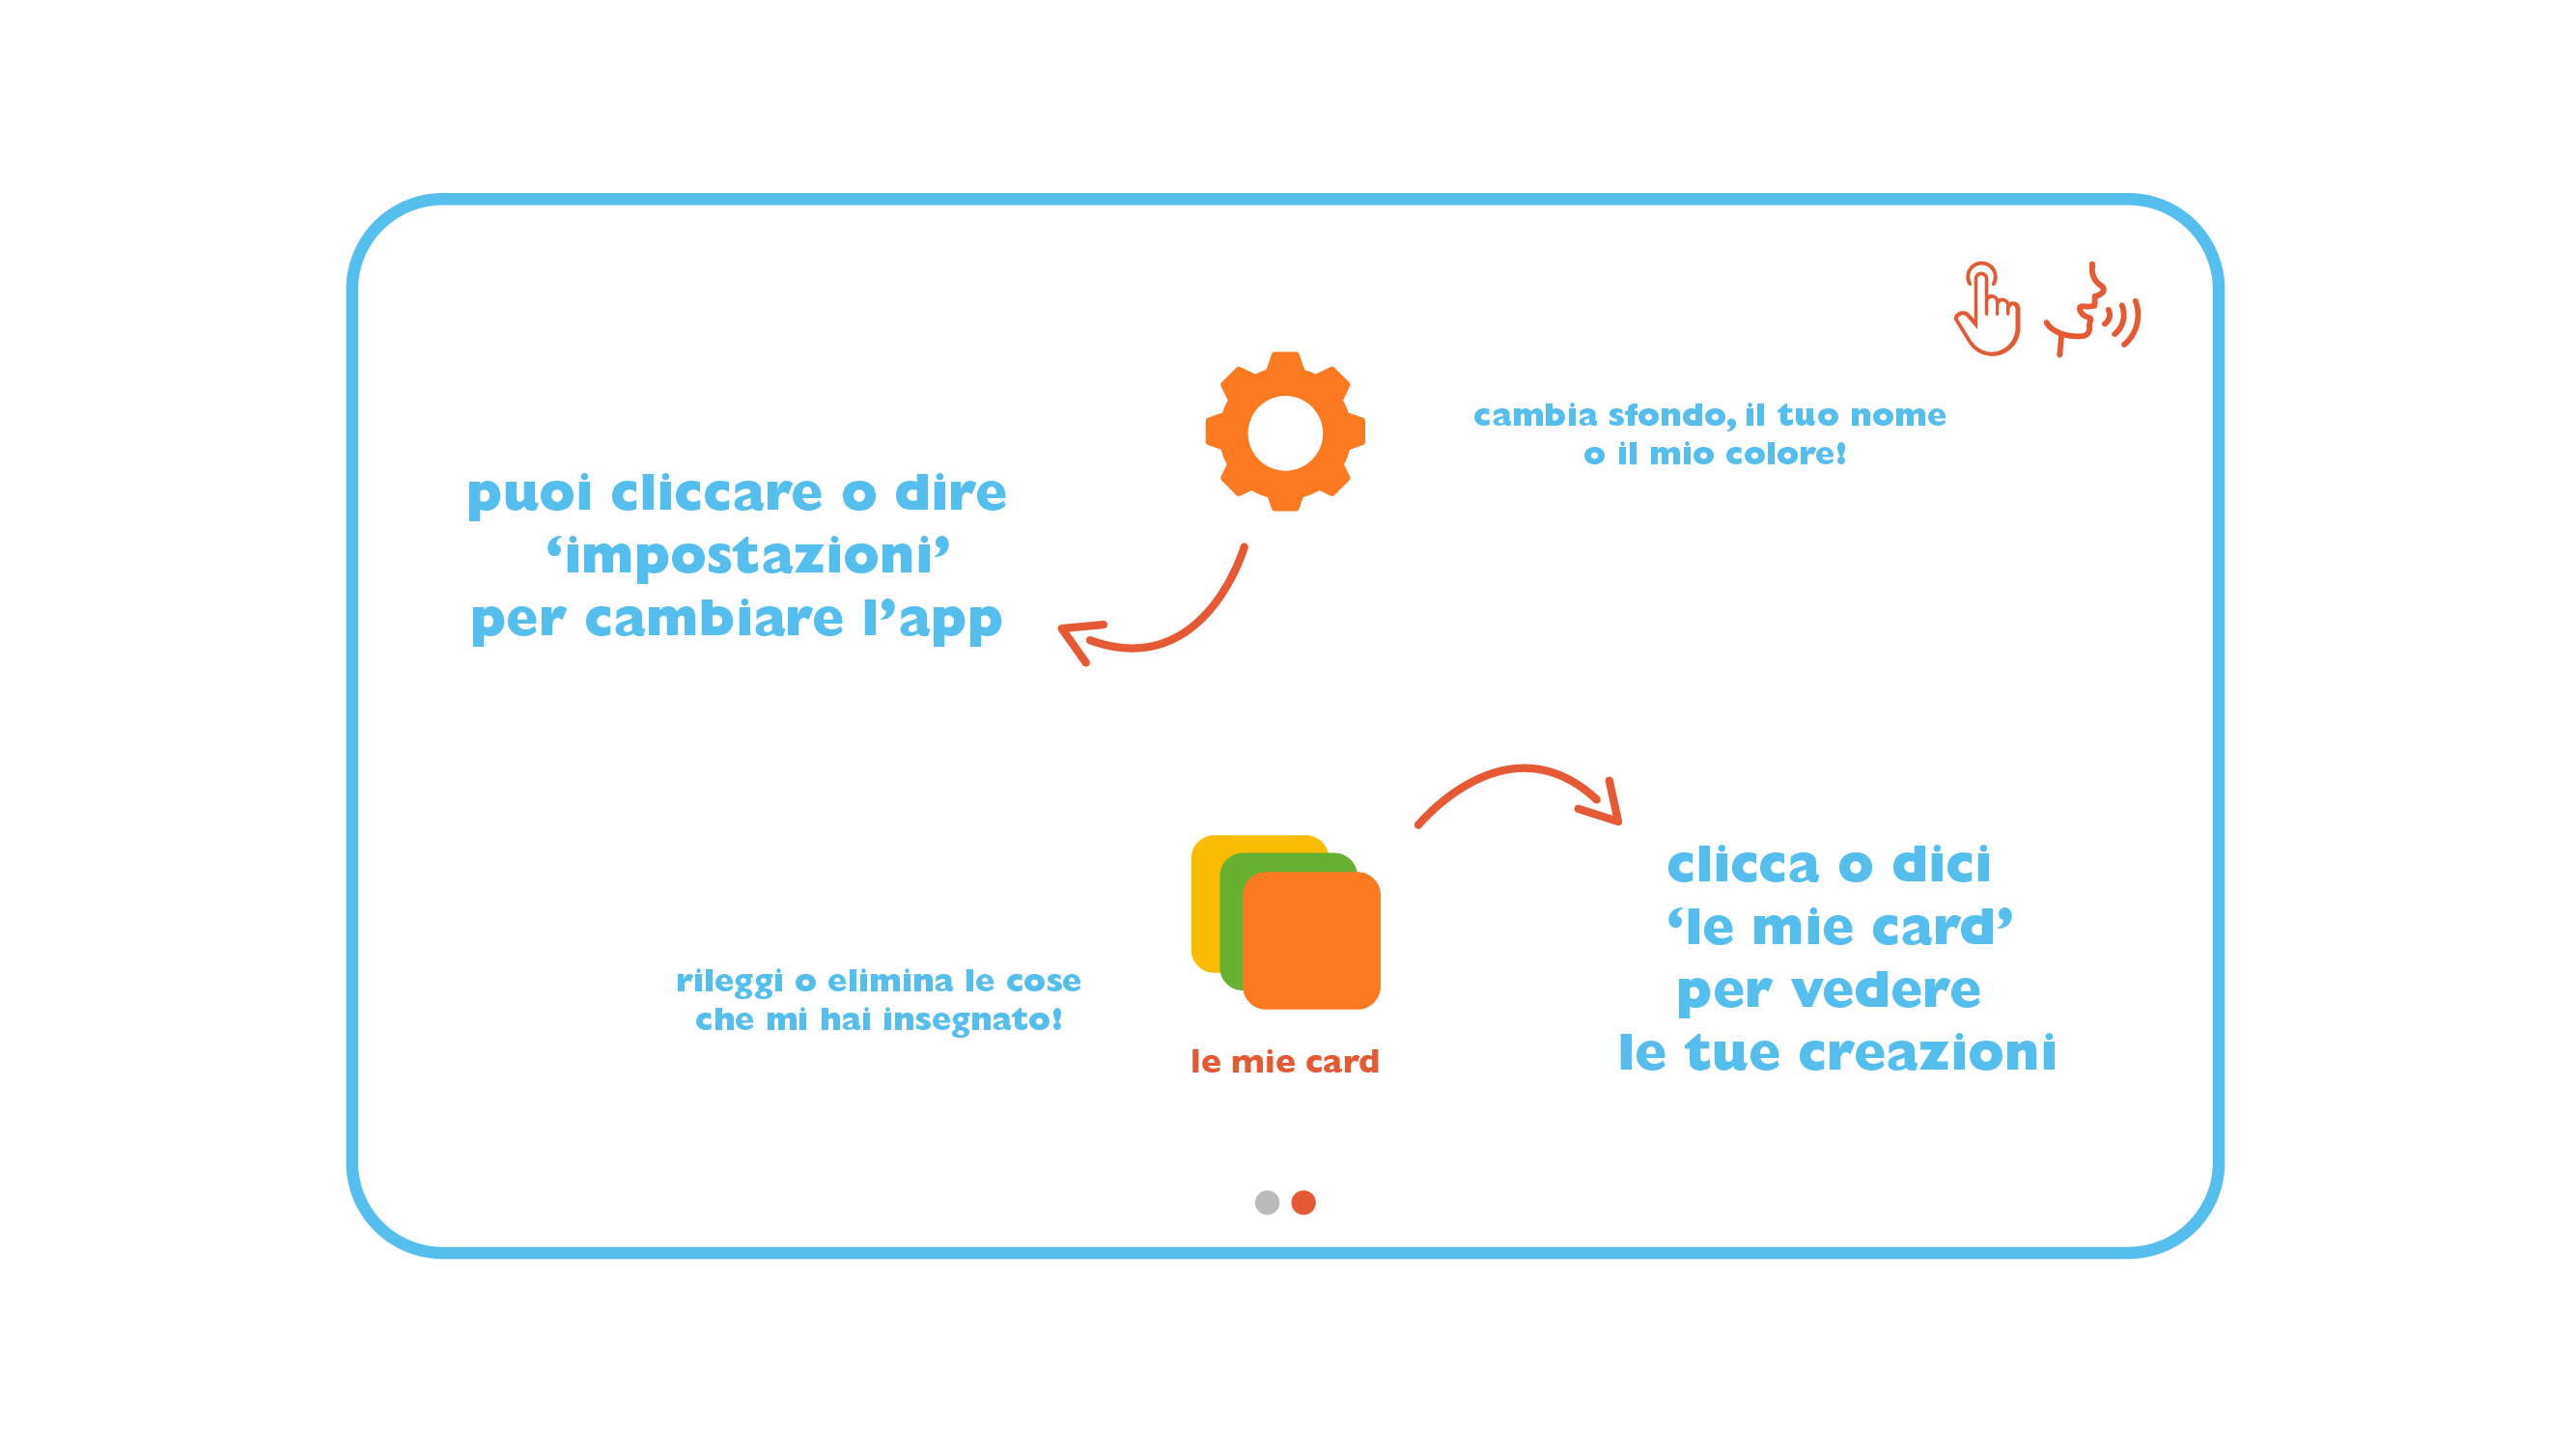 puoi cliccare o dire
‘impostazioni’
per cambiare l’app
cambia sfondo, il tuo nome
o il mio colore!
rileggi o elimina le cose
che mi hai insegnato!
le mie card
clicca o dici
‘le mie card’
per vedere
le tue creazioni